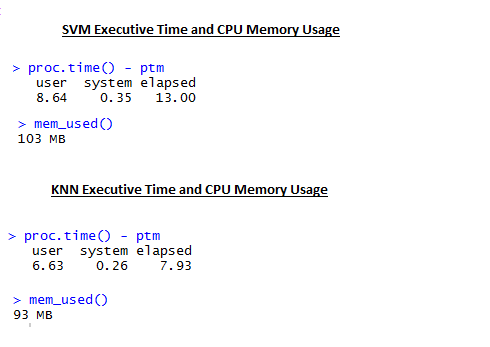 SVM Executive Time and CPU Memory Usage
> proc.time() - ptm
user system elapsed
8.64 0.35 13.00
> mem_used()
103 MB
KNN Executive Time and CPU Memory Usage
> proc.time() - ptm
user system elapsed
6.63 0.26 7.93
> mem_used()
93 MB